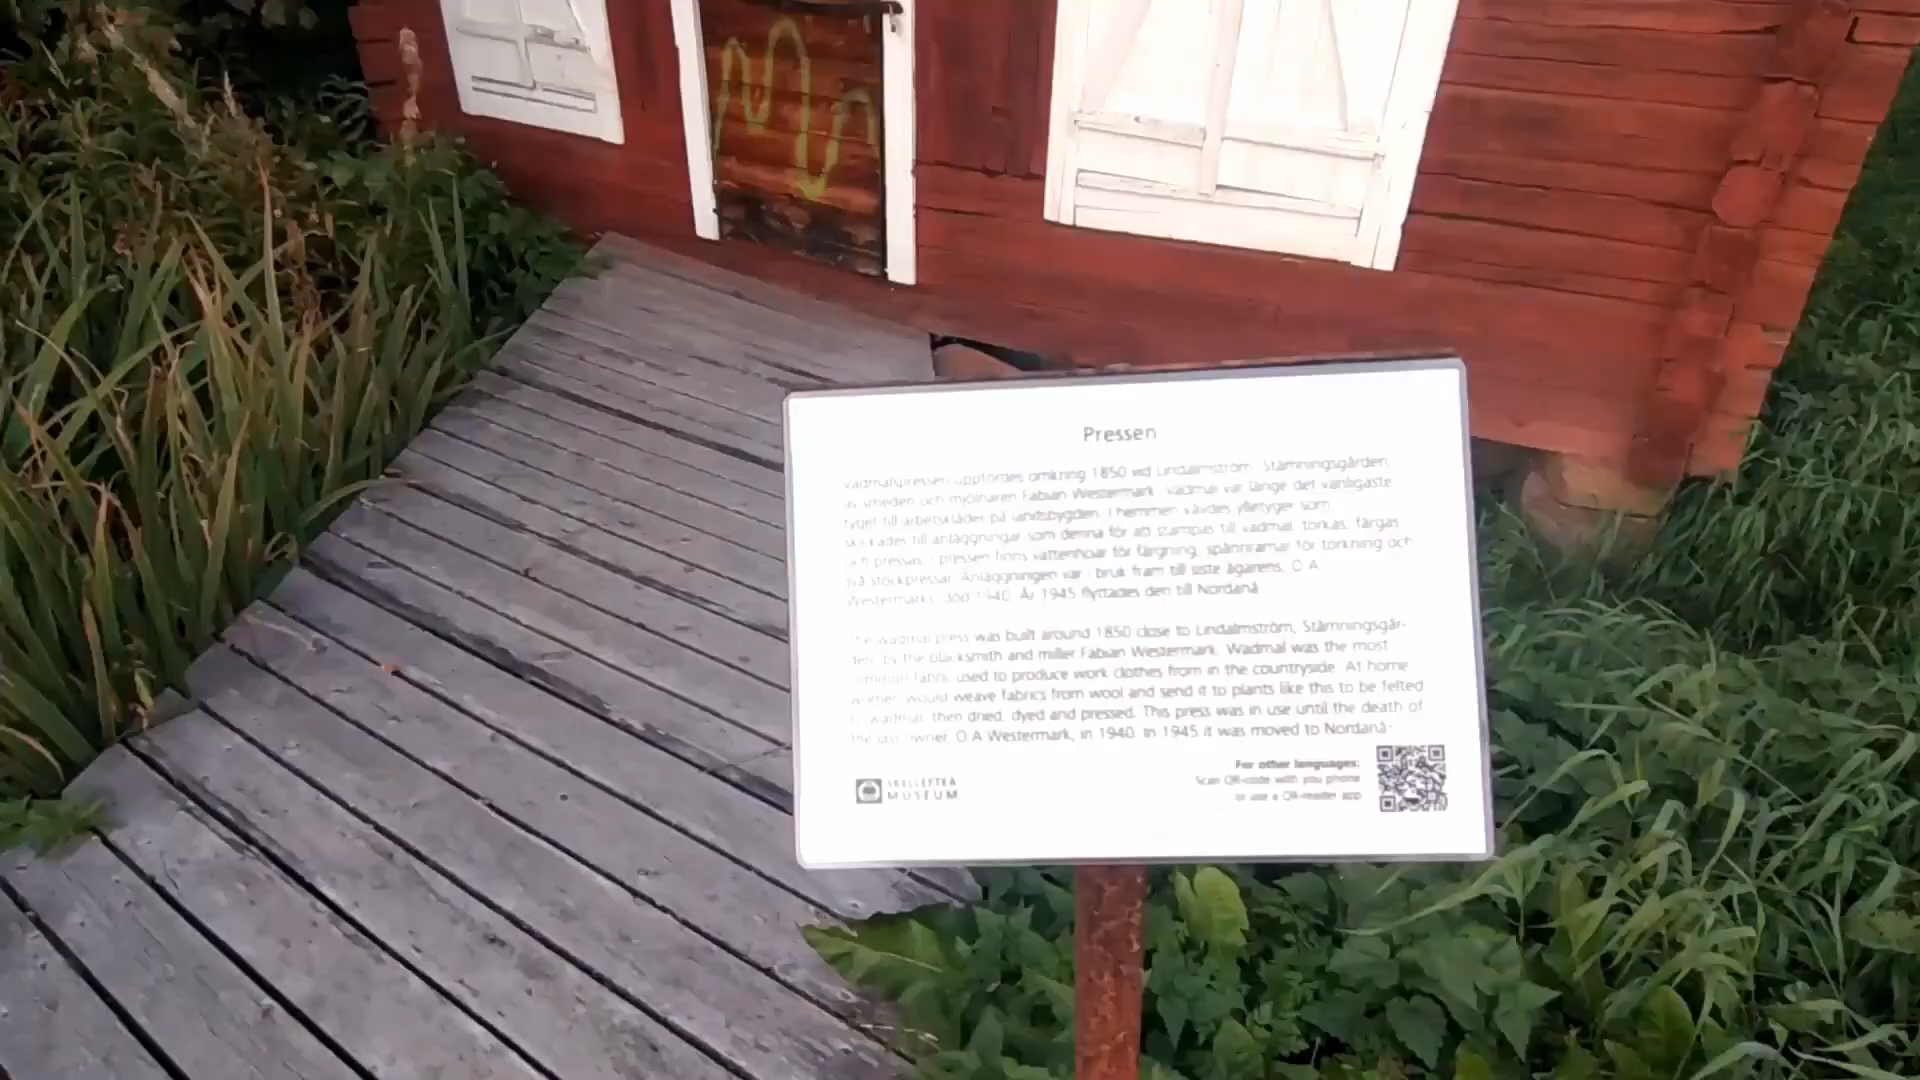 Pressen
Vadmalspressen uppfördes omkring 1850 vid Lindalmström, Stämningsgården
av smeden och mjölnaren Fabian Westermark. Vadmal var länge det vanligaste
tyget till arbetskläder på landsbygden. I hemmen vävdes ylletyger som
skickades till anläggningar som denna för att stampas till vadmal, torkas, färgas
och pressas. I pressen finns vattenhoar för färgning, spännramar för torkning och
två stockpressar. Anläggningen var i bruk fram till siste ägarens, O A
Westermarks, död 1940. År 1945 flyttades den till Nordanå.
The wadmal press was built around 1850 close to Lindalmström, Stämningsgår-
den, by the blacksmith and miller Fabian Westermark. Wadmal was the most
common fabric used to produce work clothes from in the countryside. At home
women would weave fabrics from wool and send it to plants like this to be felted
to wadmal, then dried, dyed and pressed. This press was in use until the death of
the last owner, O A Westermark, in 1940. In 1945 it was moved to Nordanå.
SKELLEFTEÅ
MUSEUM
For other languages:
Scan QR-code with you phone
or use a QR-reader app